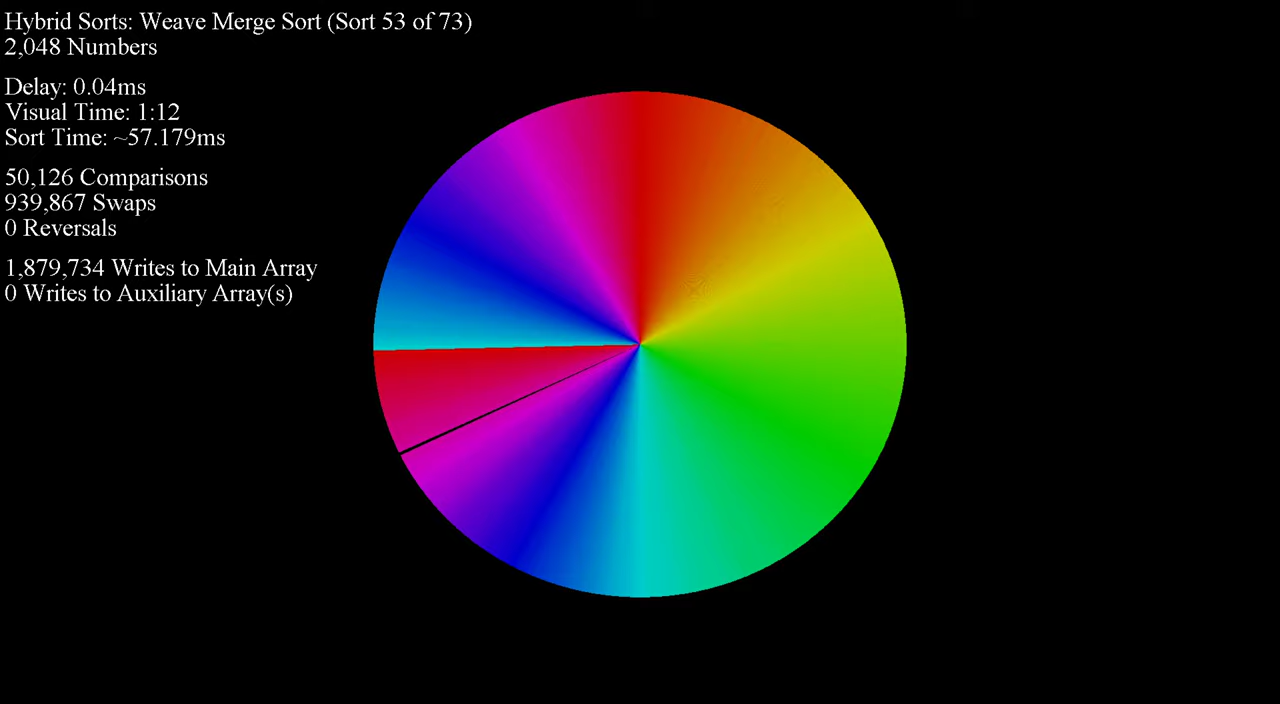 Hybrid Sorts: Weave Merge Sort (Sort 53 of 73)
2,048 Numbers
Delay: 0.04ms
Visual Time: 1:12
Sort Time: ~57.179ms
50,126 Comparisons
939,867 Swaps
0 Reversals
1,879,734 Writes to Main Array
0 Writes to Auxiliary Array(s)